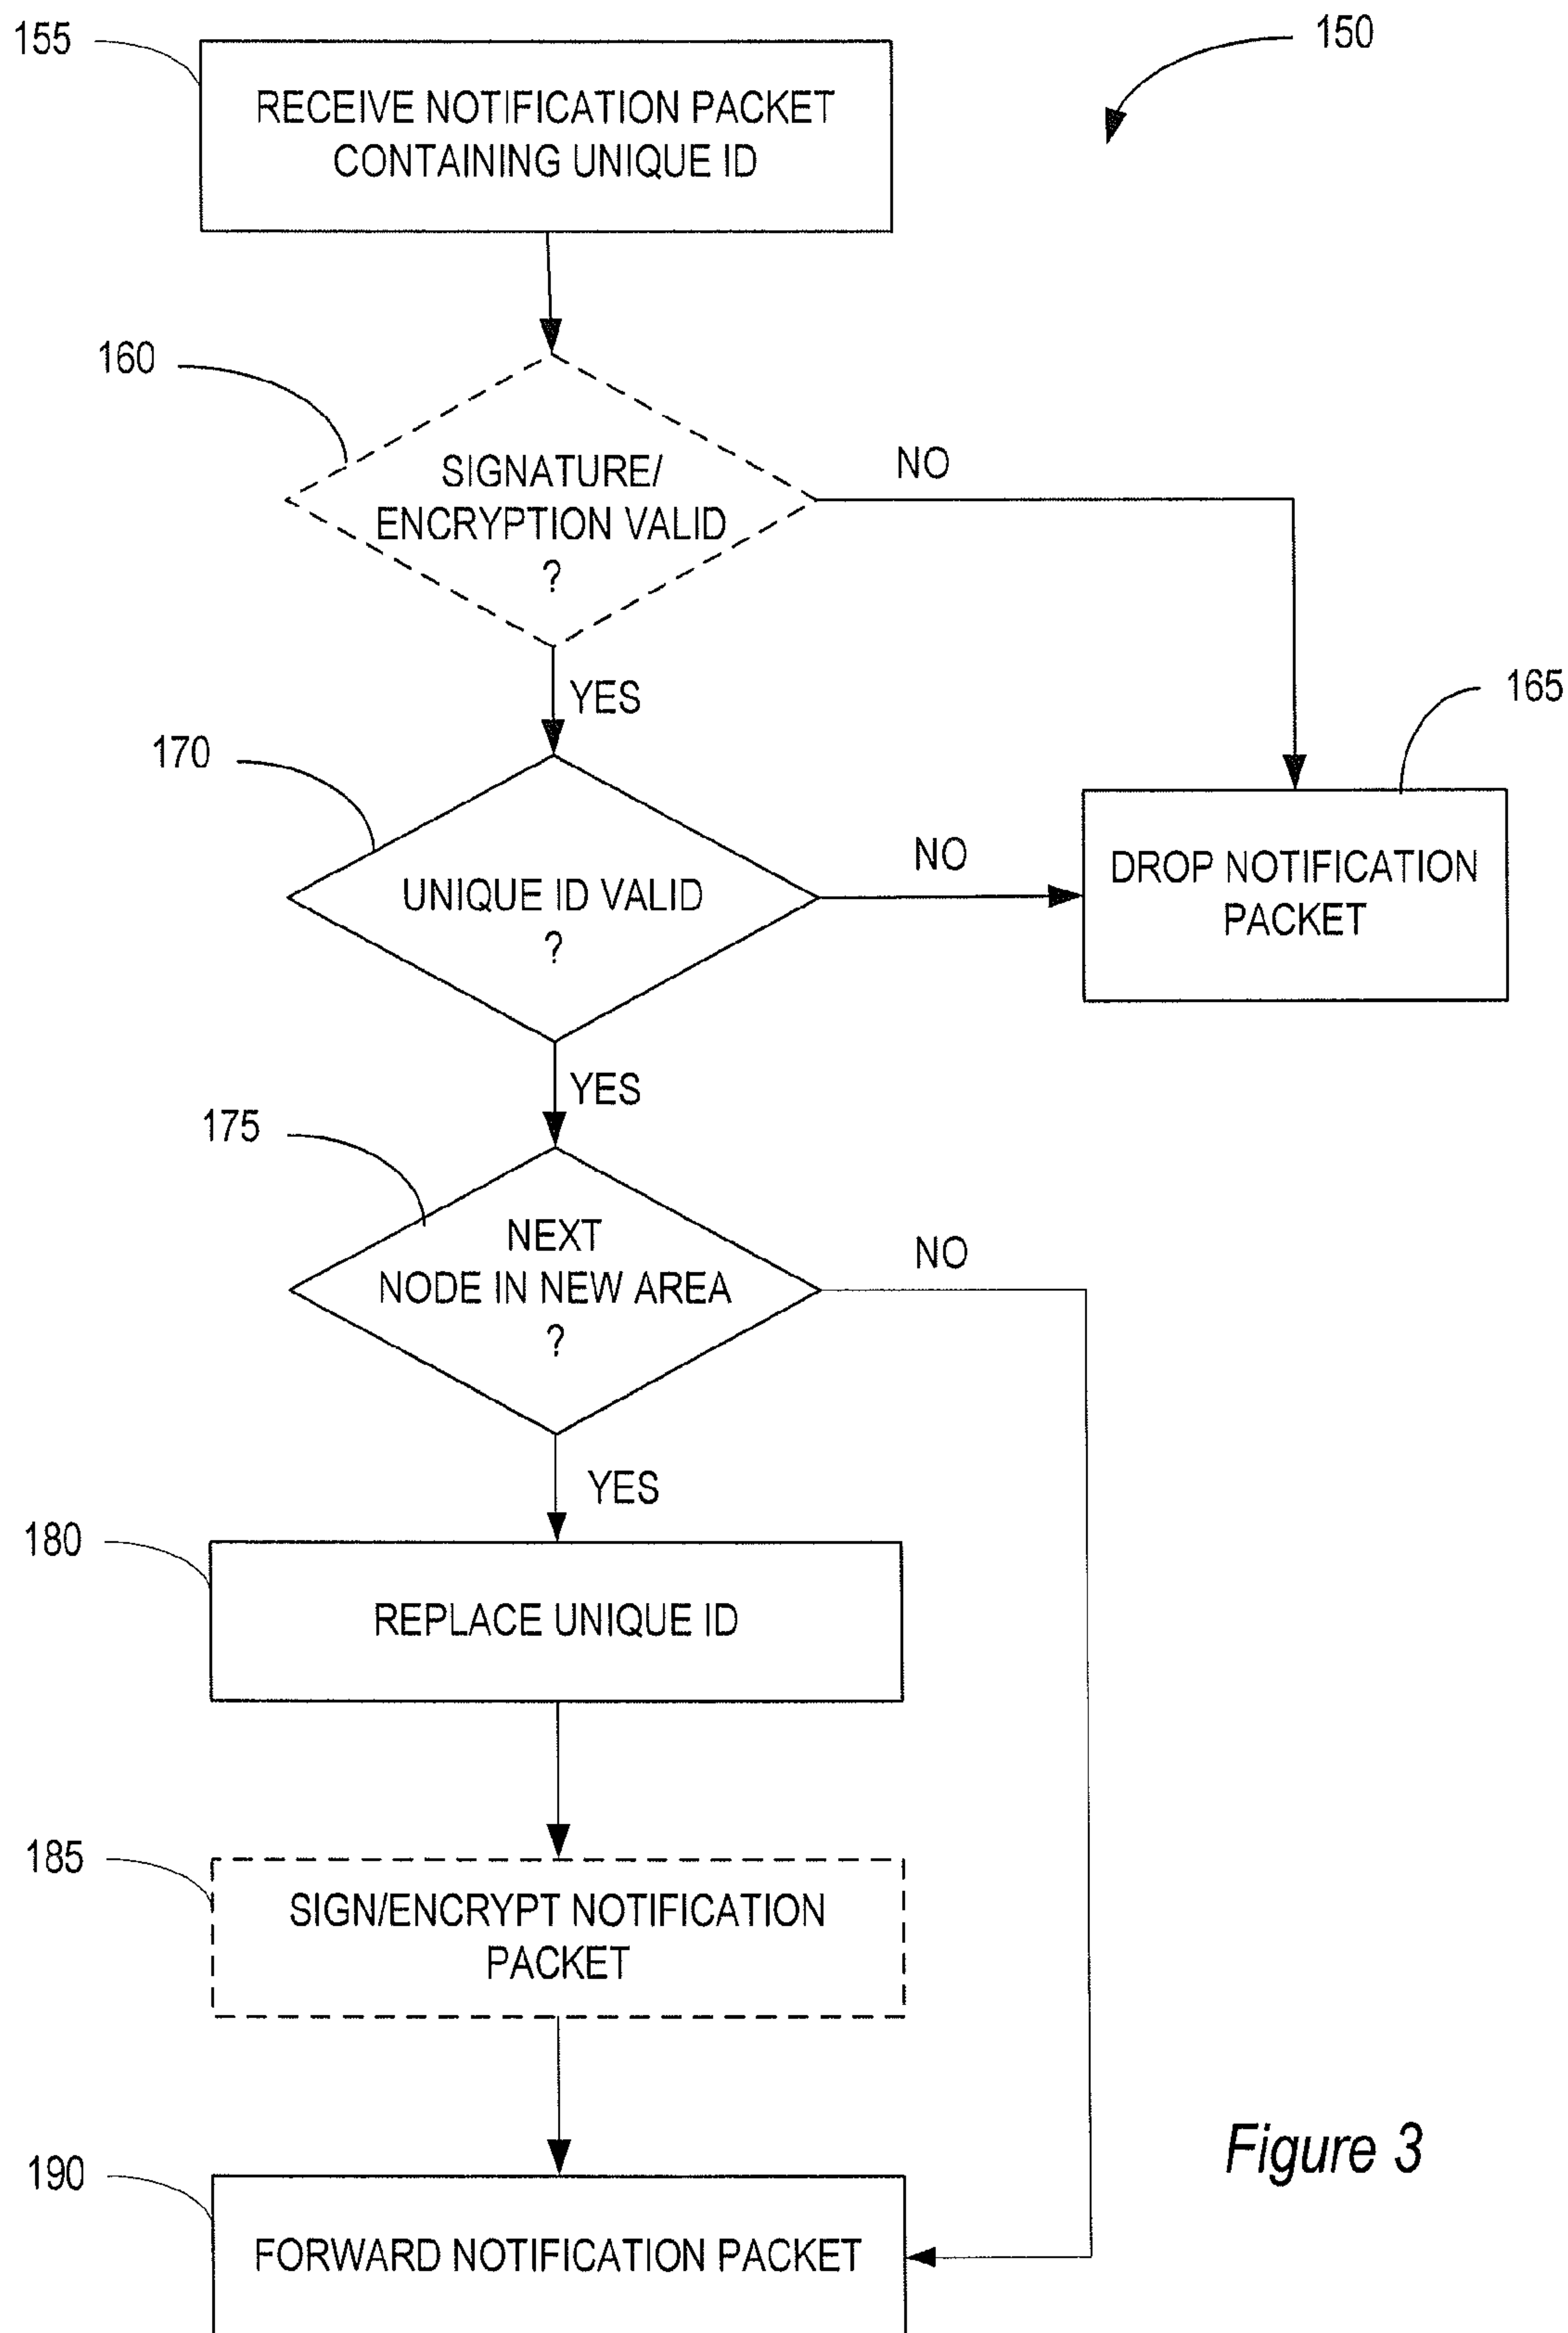 155
150
RECEIVE NOTIFICATION PACKET
CONTAINING UNIQUE ID
160
SIGNATURE/
ENCRYPTION VALID
?
NO
YES
165
170
UNIQUE ID VALID
?
NO
DROP NOTIFICATION
PACKET
YES
175
NEXT
NODE IN NEW AREA
?
NO
YES
180
REPLACE UNIQUE ID
185
SIGN/ENCRYPT NOTIFICATION
PACKET
190
FORWARD NOTIFICATION PACKET
Figure 3